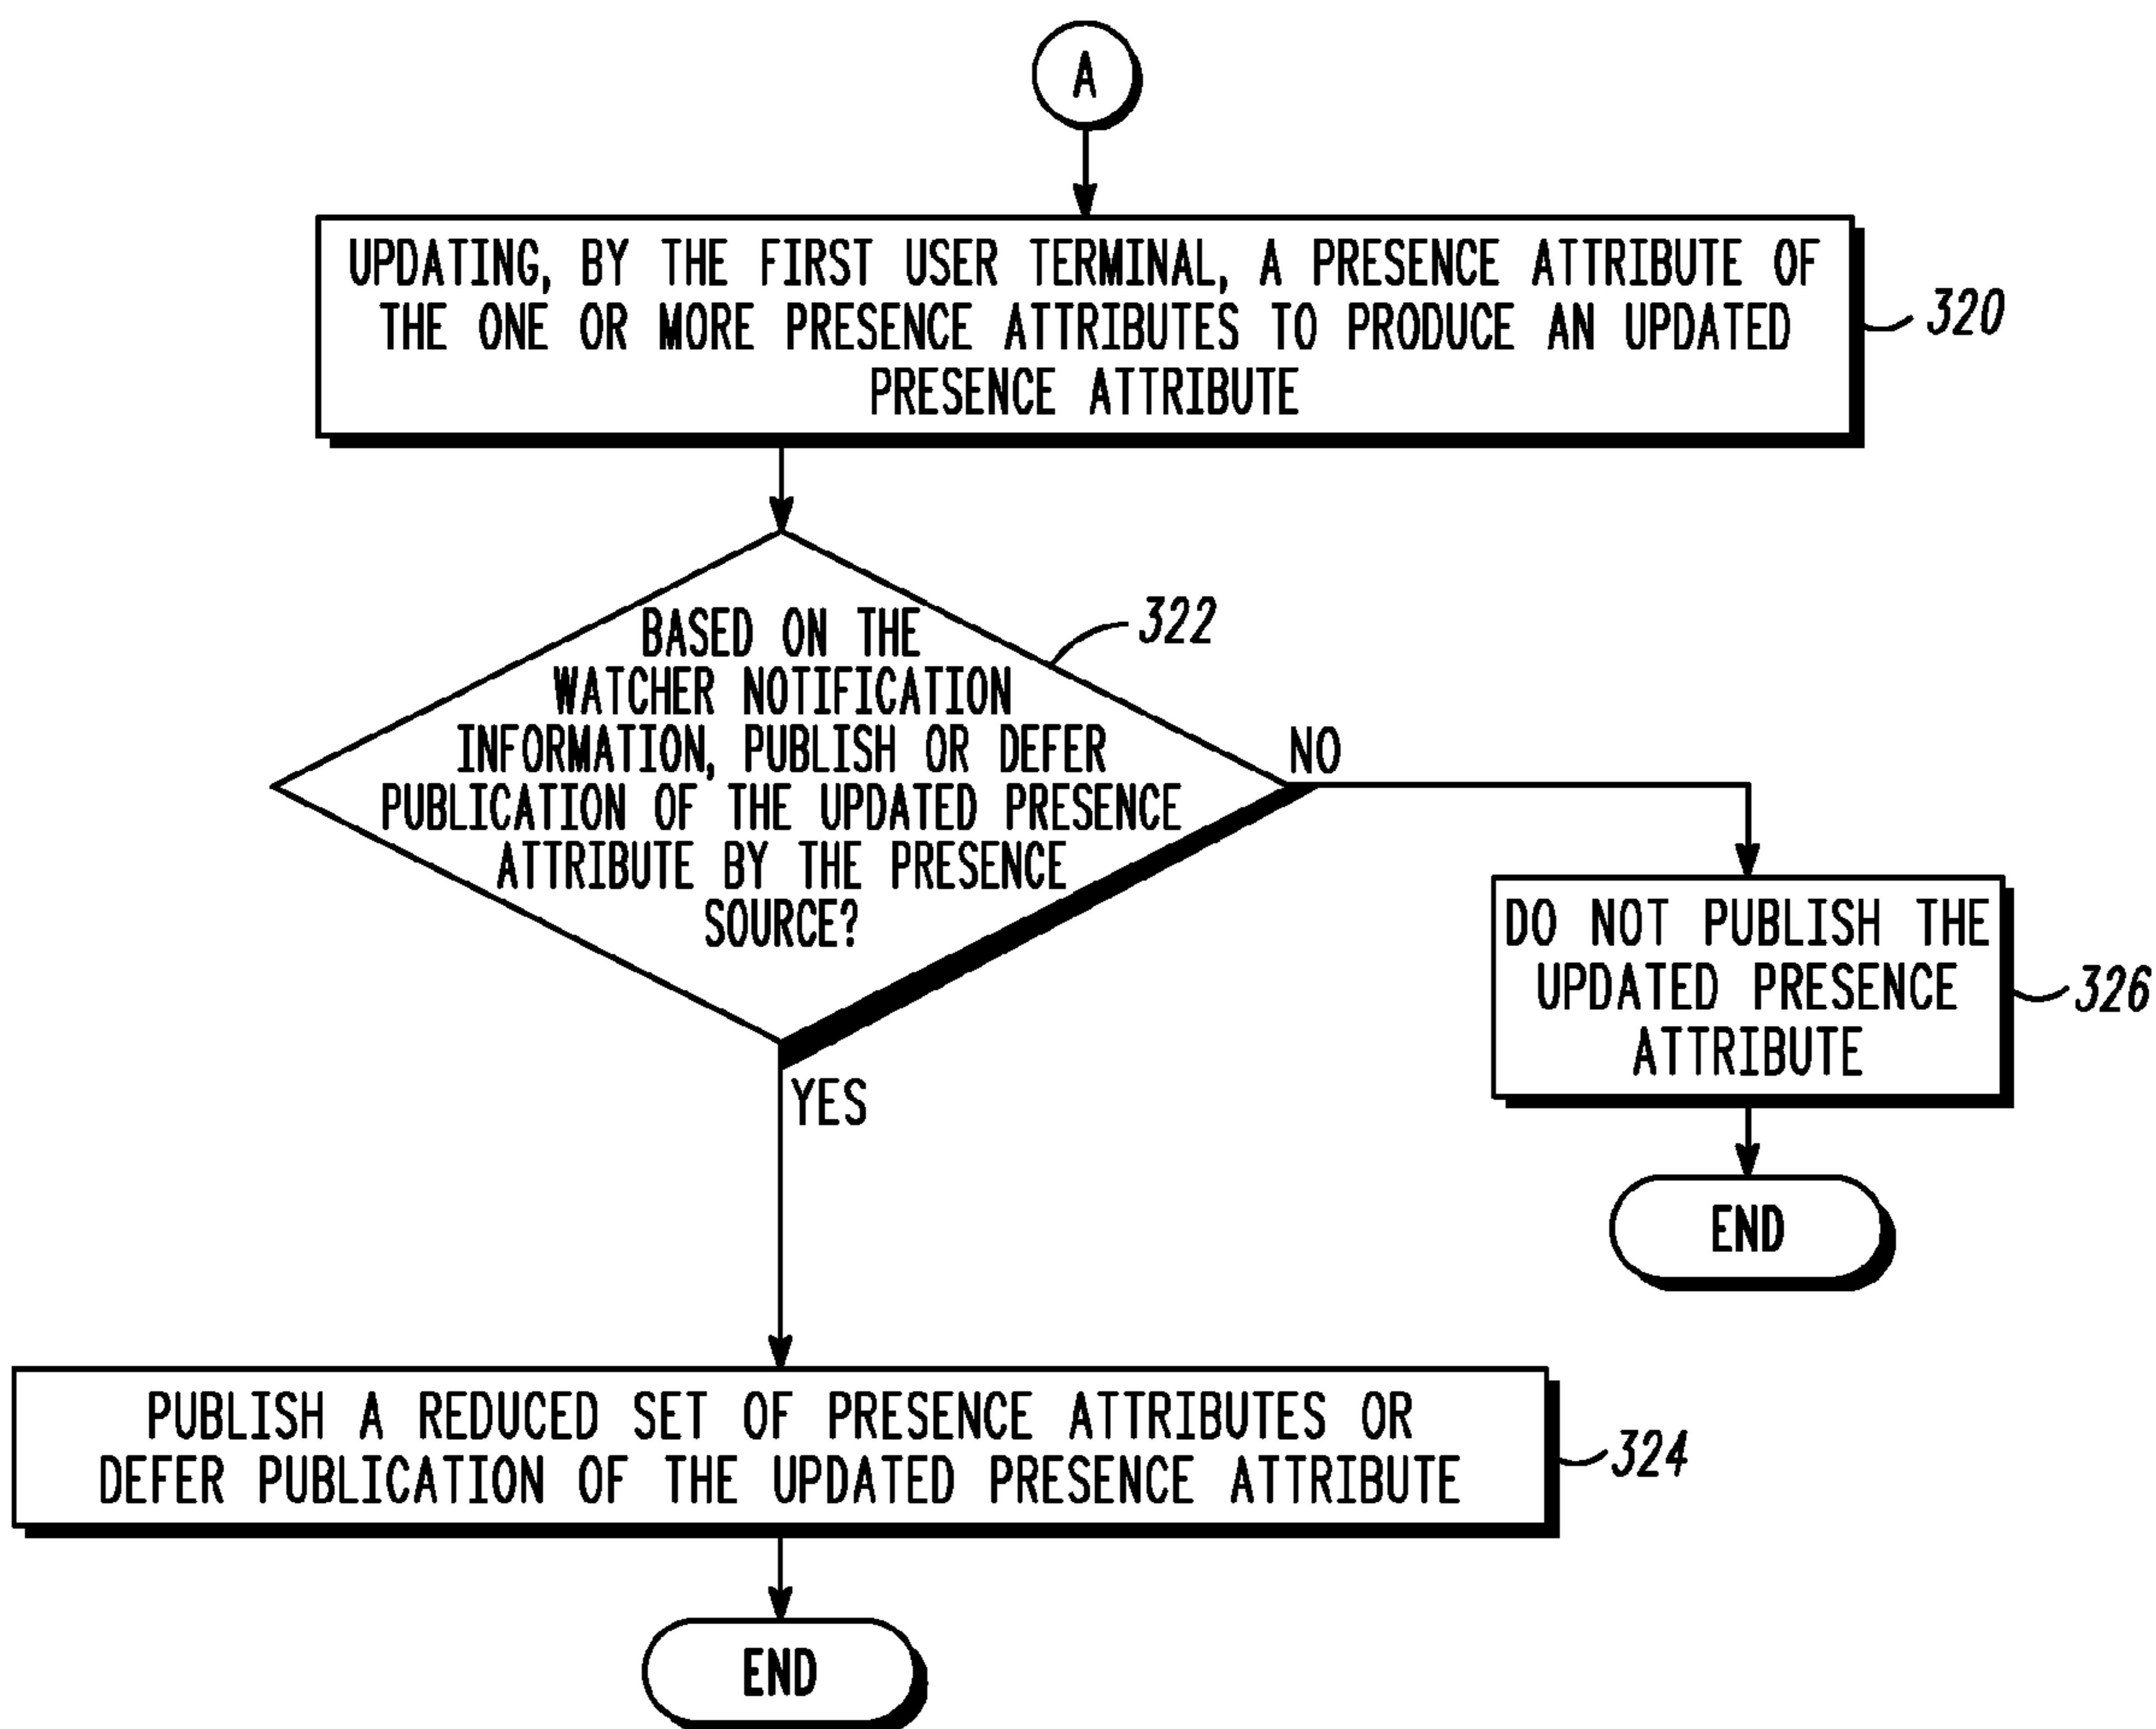 A
UPDATING, BY THE FIRST USER TERMINAL, A PRESENCE ATTRIBUTE OF
THE ONE OR MORE PRESENCE ATTRIBUTES TO PRODUCE AN UPDATED
PRESENCE ATTRIBUTE
320
BASED ON THE
WATCHER NOTIFICATION
INFORMATION, PUBLISH OR DEFER
PUBLICATION OF THE UPDATED PRESENCE
ATTRIBUTE BY THE PRESENCE
SOURCE?
322
NO
YES
DO NOT PUBLISH THE
UPDATED PRESENCE
ATTRIBUTE
326
END
PUBLISH A REDUCED SET OF PRESENCE ATTRIBUTES OR
DEFER PUBLICATION OF THE UPDATED PRESENCE ATTRIBUTE
324
END